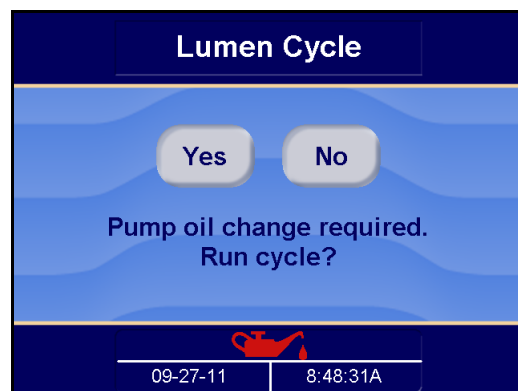 Lumen Cycle
Yes No
Pump oil change required.
Run cycle?
09-27-11 8:48:31A